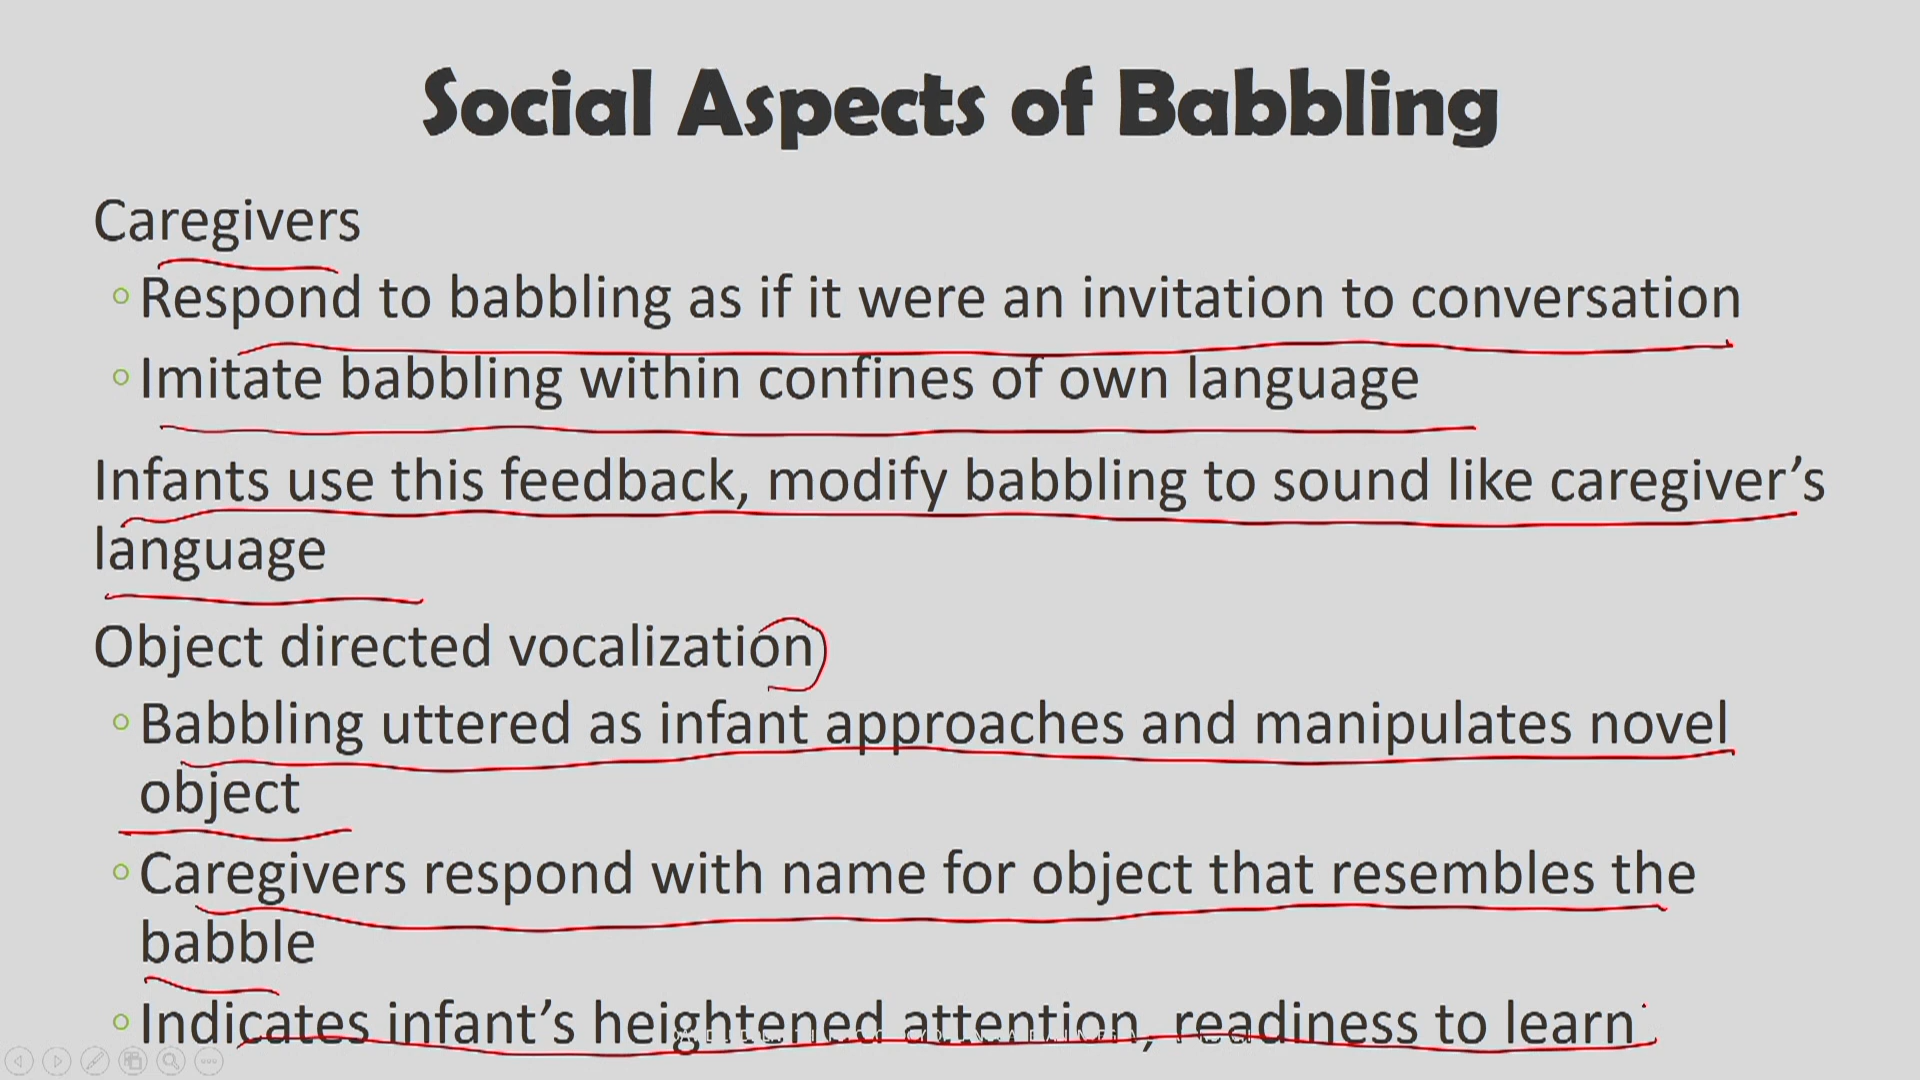 Social Aspects of Babbling
Caregivers
Respond to babbling as if it were an invitation to conversation
Imitate babbling within confines of own language
Infants use this feedback, modify babbling to sound like caregiver’s
language
Object directed vocalization
Babbling uttered as infant approaches and manipulates novel
object
Caregivers respond with name for object that resembles the
babble
Indicates infant’s heightened attention, readiness to learn